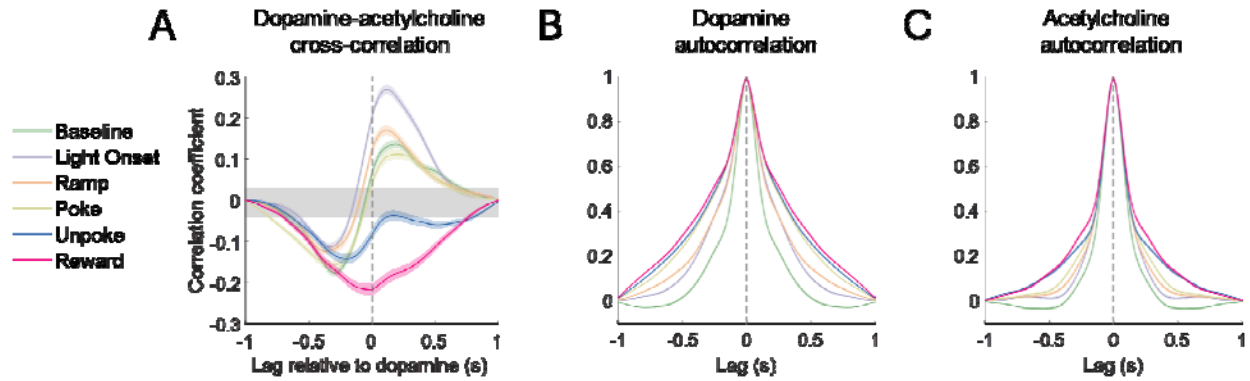 A
Dopamine-acetylcholine
cross-correlation
B
Dopamine
autocorrelation
C
Acetylcholine
autocorrelation
Baseline
Light Onset
Ramp
Poke
Unpoke
Reward
Correlation coefficient
0.3
0.2
0.1
0
-0.1
-0.2
-0.3
-1
-0.5
0
0.5
1
Lag relative to dopamine (s)
1
0.8
0.6
0.4
0.2
0
-1
-0.5
0
0.5
1
Lag (s)
1
0.8
0.6
0.4
0.2
0
-1
-0.5
0
0.5
1
Lag (s)